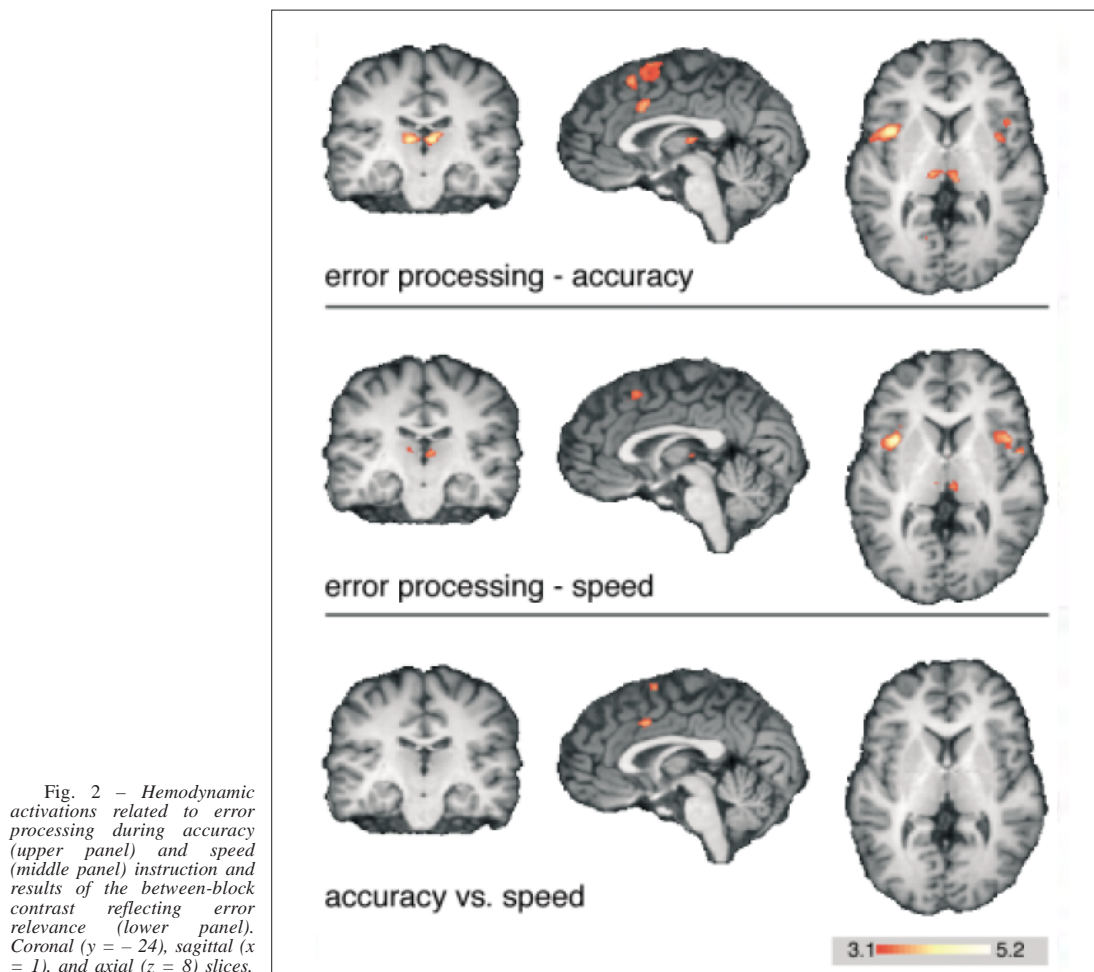 error processing - accuracy
error processing - speed
accuracy vs. speed
3.1 5.2
Fig. 2 – Hemodynamic
activations related to error
processing during accuracy
(upper panel) and speed
(middle panel) instruction and
results of the between-block
contrast reflecting error
relevance (lower panel).
Coronal (y = – 24), sagittal (x
= 1), and axial (z = 8) slices.